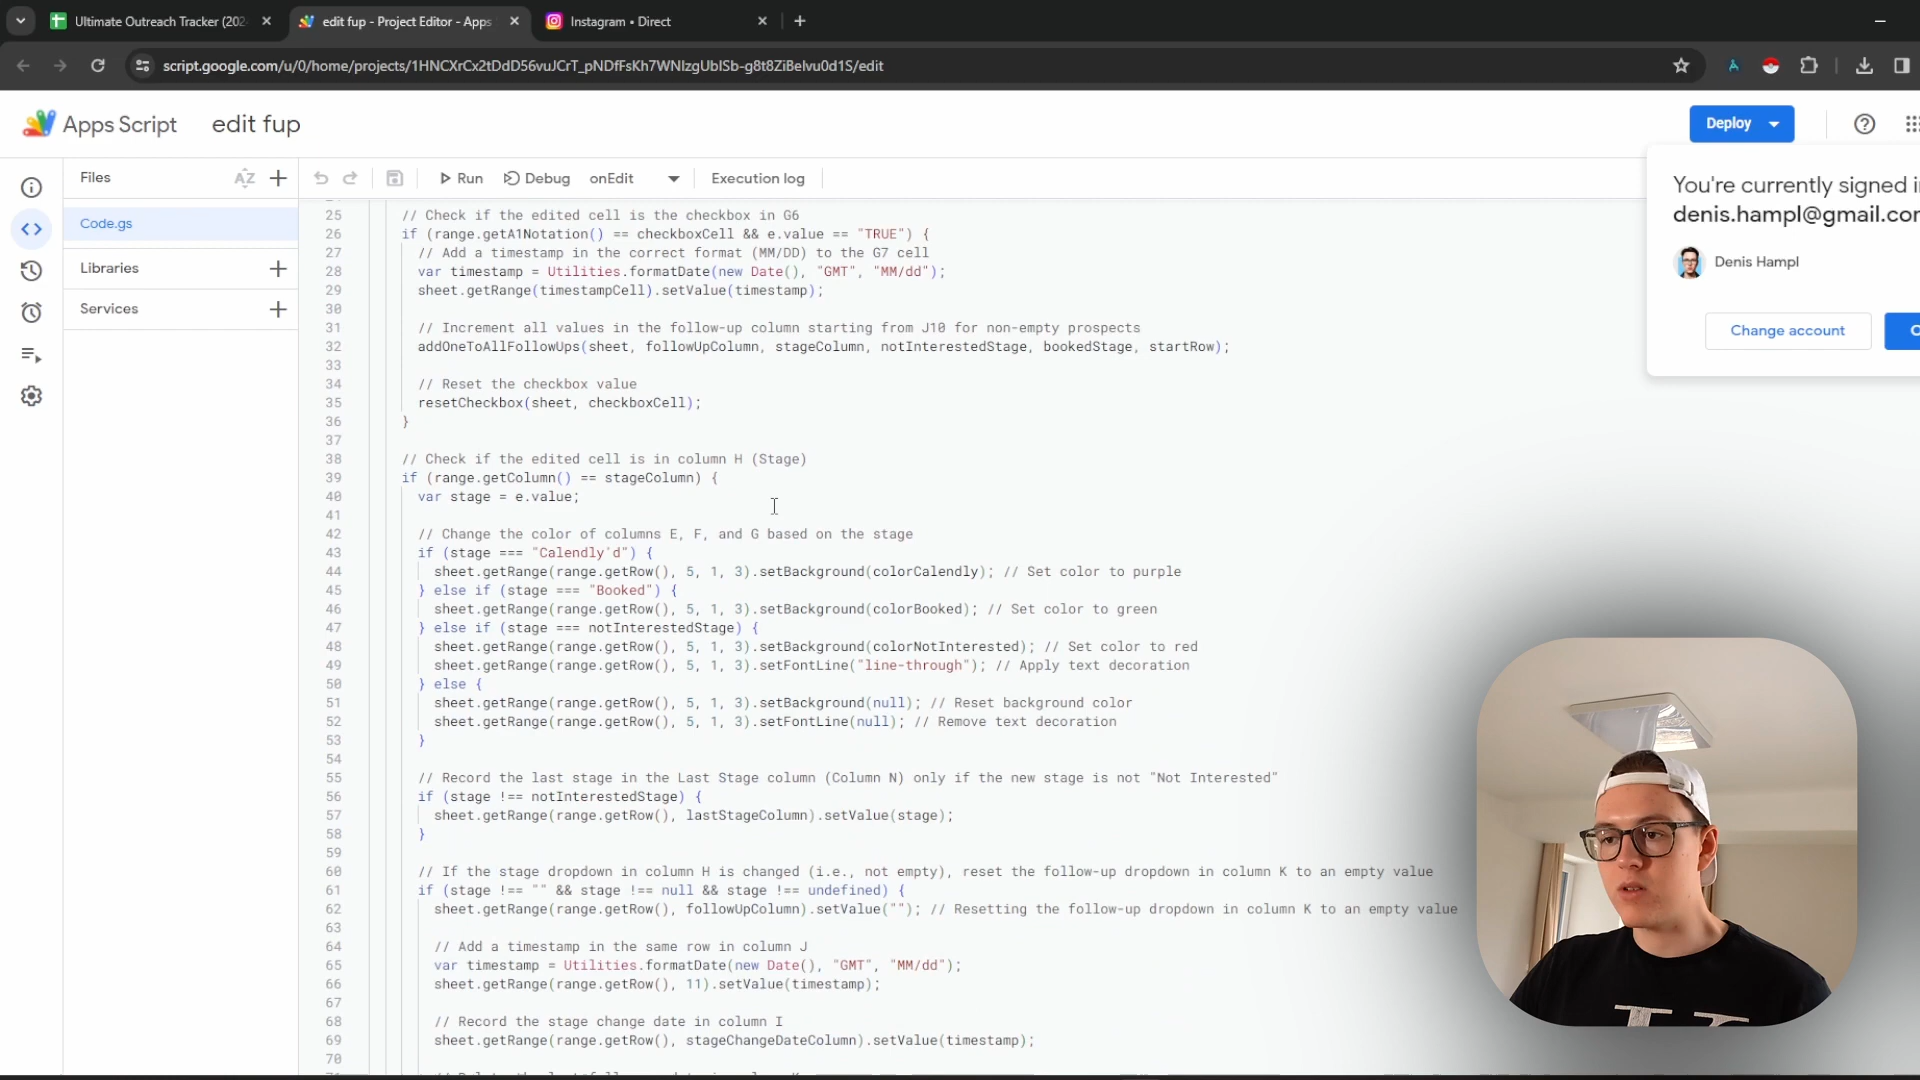 Ultimate Outreach Tracker (202
edit fup - Project Editor - Apps
Instagram • Direct
script.google.com/u/0/home/projects/1HNCXrCx2tDdD56vuJCrT_pNDfFsKh7WNIzgUbISb-g8t8ZiBelvu0d1S/edit
Apps Script
edit fup
Deploy
Files
Run
Debug
onEdit
Execution log
Code.gs
Libraries
Services
You're currently signed i
denis.hampl@gmail.co
Denis Hampl
Change account
25 // Check if the edited cell is the checkbox in G6
26 if (range.getA1Notation() == checkboxCell && e.value == "TRUE") {
27 // Add a timestamp in the correct format (MM/DD) to the G7 cell
28 var timestamp = Utilities.formatDate(new Date(), "GMT", "MM/dd");
29 sheet.getRange(timestampCell).setValue(timestamp);
30
31 // Increment all values in the follow-up column starting from J10 for non-empty prospects
32 addOneToAllFollowUps(sheet, followUpColumn, stageColumn, notInterestedStage, bookedStage, startRow);
33
34 // Reset the checkbox value
35 resetCheckbox(sheet, checkboxCell);
36 }
37
38 // Check if the edited cell is in column H (Stage)
39 if (range.getColumn() == stageColumn) {
40 var stage = e.value;
41
42 // Change the color of columns E, F, and G based on the stage
43 if (stage === "Calendly'd") {
44 sheet.getRange(range.getRow(), 5, 1, 3).setBackground(colorCalendly); // Set color to purple
45 } else if (stage === "Booked") {
46 sheet.getRange(range.getRow(), 5, 1, 3).setBackground(colorBooked); // Set color to green
47 } else if (stage === notInterestedStage) {
48 sheet.getRange(range.getRow(), 5, 1, 3).setBackground(colorNotInterested); // Set color to red
49 sheet.getRange(range.getRow(), 5, 1, 3).setFontLine("line-through"); // Apply text decoration
50 } else {
51 sheet.getRange(range.getRow(), 5, 1, 3).setBackground(null); // Reset background color
52 sheet.getRange(range.getRow(), 5, 1, 3).setFontLine(null); // Remove text decoration
53 }
54
55 // Record the last stage in the Last Stage column (Column N) only if the new stage is not "Not Interested"
56 if (stage !== notInterestedStage) {
57 sheet.getRange(range.getRow(), lastStageColumn).setValue(stage);
58 }
59
60 // If the stage dropdown in column H is changed (i.e., not empty), reset the follow-up dropdown in column K to an empty value
61 if (stage !== "" && stage !== null && stage !== undefined) {
62 sheet.getRange(range.getRow(), followUpColumn).setValue(""); // Resetting the follow-up dropdown in column K to an empty value
63
64 // Add a timestamp in the same row in column J
65 var timestamp = Utilities.formatDate(new Date(), "GMT", "MM/dd");
66 sheet.getRange(range.getRow(), 11).setValue(timestamp);
67
68 // Record the stage change date in column I
69 sheet.getRange(range.getRow(), stageChangeDateColumn).setValue(timestamp);
70